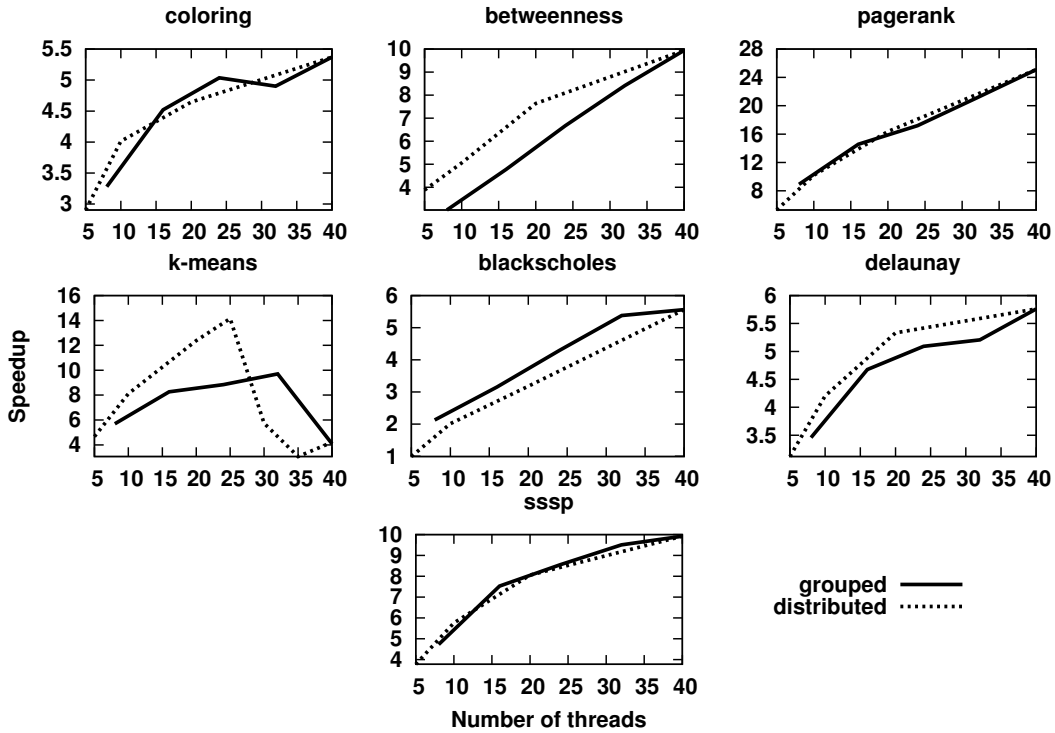 coloring betweenness pagerank
5.5 10 28
5 9 24
4.5 8 20
4 7 16
3.5 6 12
3 5 8
4
5 10 15 20 25 30 35 40 5 10 15 20 25 30 35 40 5 10 15 20 25 30 35 40
k-means blackscholes delaunay
Speedup
16 6 6
14 5 5.5
12 4 5
10 3 4.5
8 2 4
6 1 3.5
4
5 10 15 20 25 30 35 40 5 10 15 20 25 30 35 40 5 10 15 20 25 30 35 40
sssp
10
9
8
7
6
5
4
5 10 15 20 25 30 35 40
Number of threads
grouped
distributed